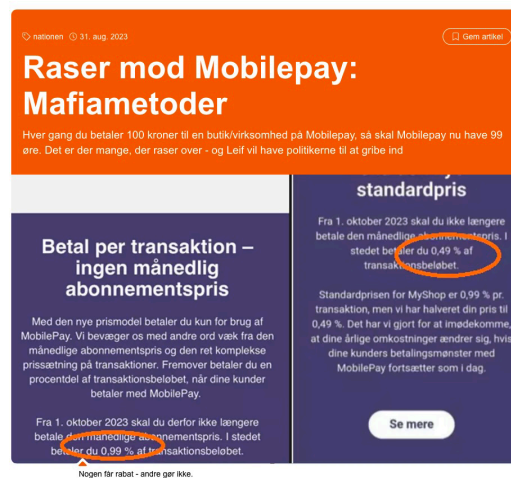 nationen 31. aug. 2023
Gem artikel
Raser mod Mobilepay:
Mafiametoder
Hver gang du betaler 100 kroner til en butik/virksomhed på Mobilepay, så skal Mobilepay nu have 99
øre. Det er der mange, der raser over - og Leif vil have politikerne til at gribe ind
Betal per transaktion –
ingen månedlig
abonnementspris
Med den nye prismodel betaler du kun for brug af
MobilePay. Vi bevæger os med andre ord væk fra den
månedlige abonnementspris og den ret komplekse
prissætning på transaktioner. Fremover betaler du en
procentdel af transaktionsbeløbet, når dine kunder
betaler med MobilePay.
Fra 1. oktober 2023 skal du derfor ikke længere
betale den månedlige abonnementspris. I stedet
betaler du 0,99 % af transaktionsbeløbet.
standardpris
Fra 1. oktober 2023 skal du ikke længere
betale den månedlige abonnementspris. I
stedet betaler du 0,49 % af
transaktionsbeløbet.
Standardprisen for MyShop er 0,99 % pr.
transaktion, men vi har halveret din pris til
0,49 %. Det har vi gjort for at imødekomme,
at dine årlige omkostninger ændrer sig, hvis
dine kunders betalingsmønster med
MobilePay fortsætter som i dag.
Se mere
Nogen får rabat - andre gør ikke.